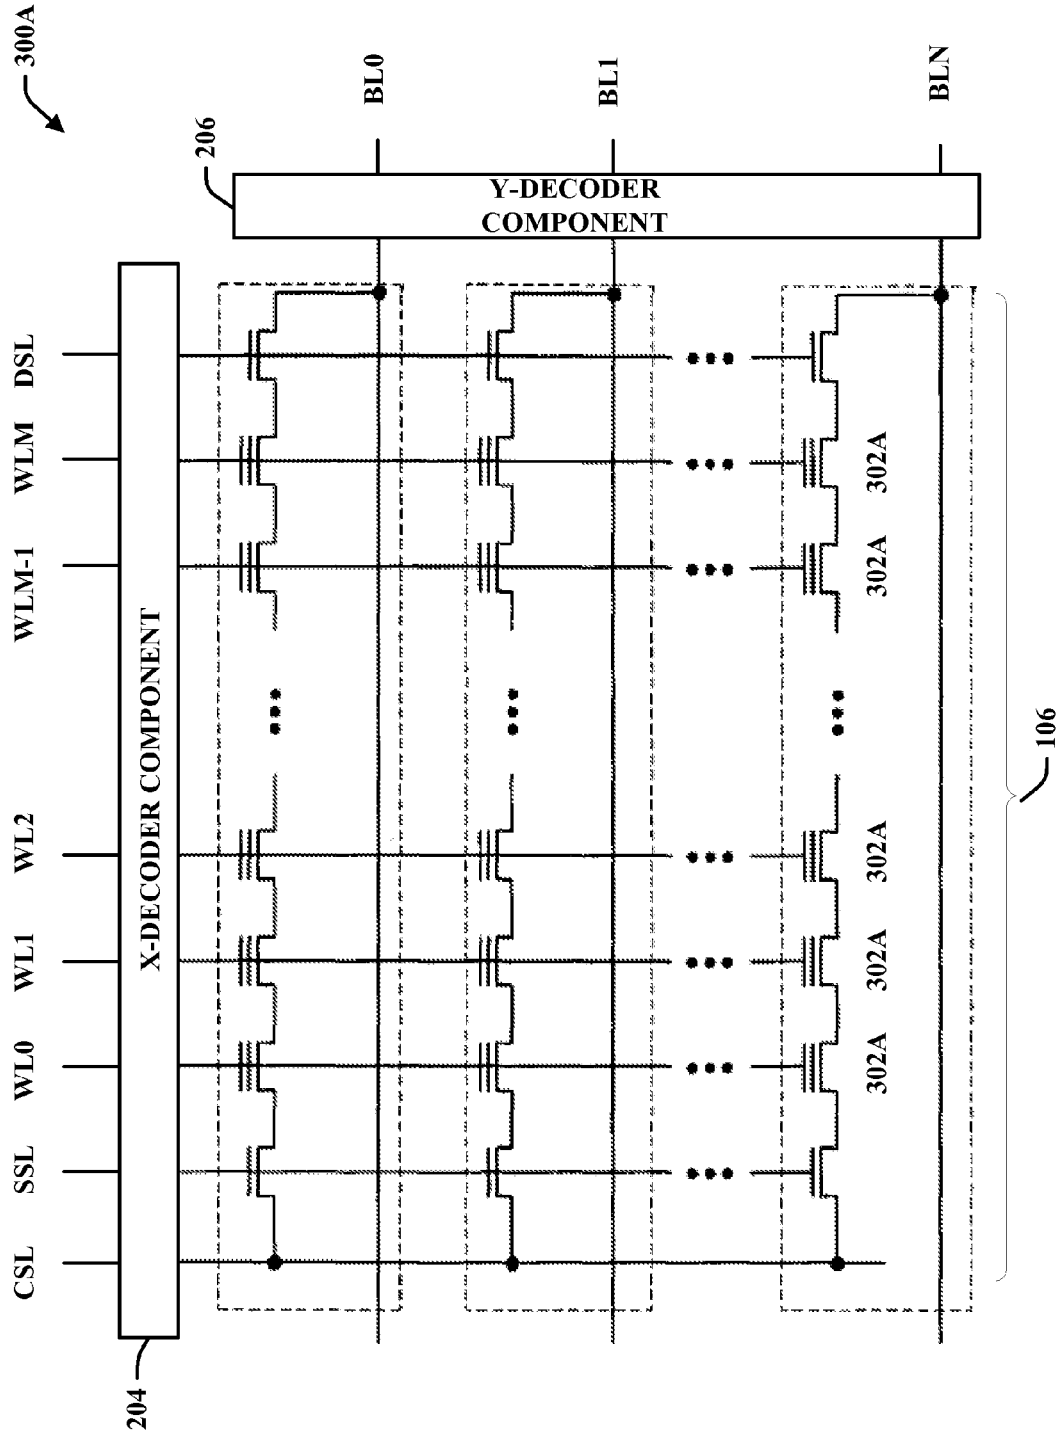 300A
206
BL0
BL1
BLN
Y-DECODER
COMPONENT
DSL
WLM
WLM-1
WL2
WL1
WL0
SSL
CSL
X-DECODER COMPONENT
204
302A
302A
302A
302A
302A
106